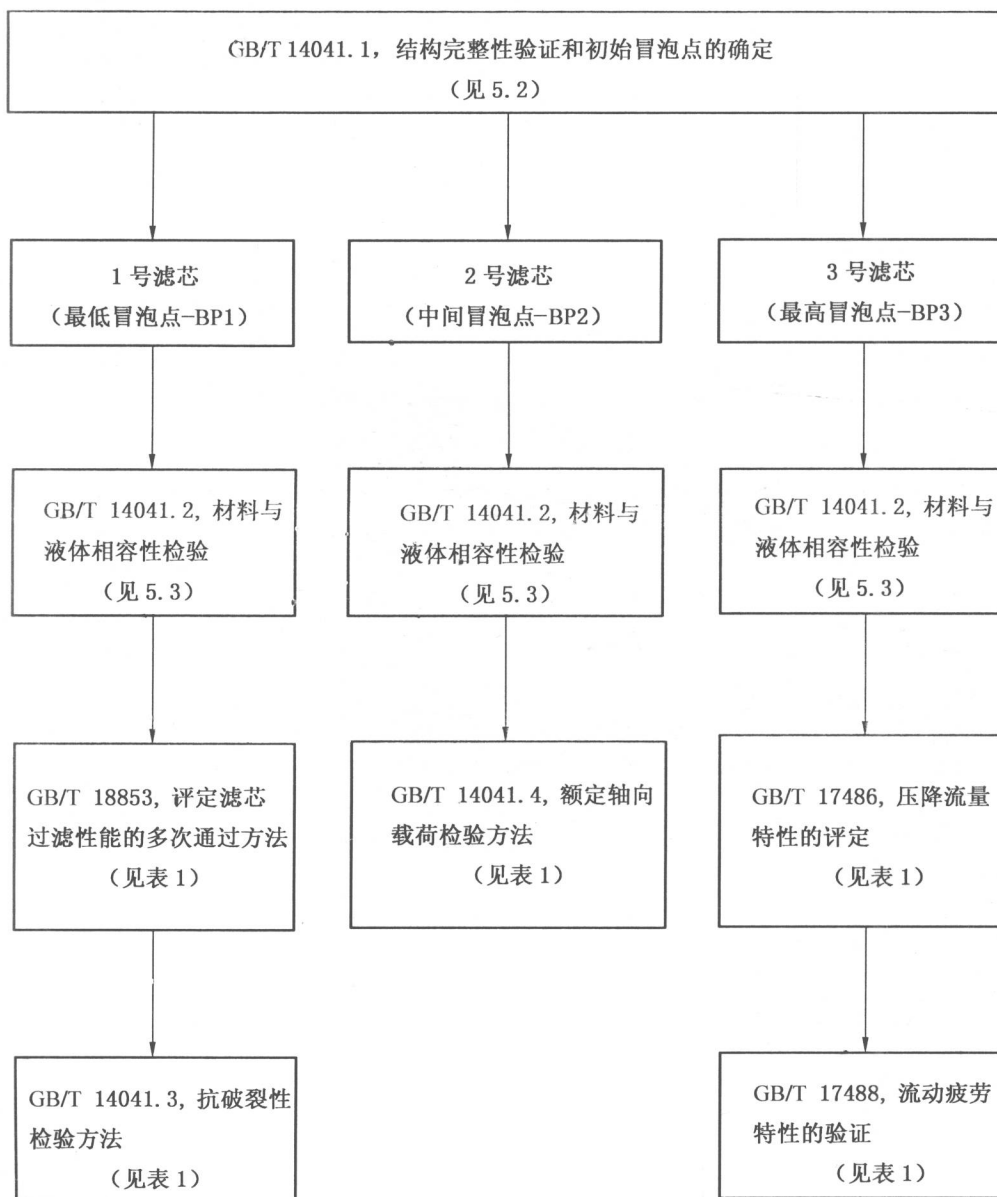 GB/T 14041.1，结构完整性验证和初始冒泡点的确定
（见 5.2）
1 号滤芯
（最低冒泡点-BP1）
2 号滤芯
（中间冒泡点-BP2）
3 号滤芯
（最高冒泡点-BP3）
GB/T 14041.2，材料与
液体相容性检验
（见 5.3）
GB/T 14041.2，材料与
液体相容性检验
（见 5.3）
GB/T 14041.2，材料与
液体相容性检验
（见 5.3）
GB/T 18853，评定滤芯
过滤性能的多次通过方法
（见表 1）
GB/T 14041.4，额定轴向
载荷检验方法
（见表 1）
GB/T 17486，压降流量
特性的评定
（见表 1）
GB/T 14041.3，抗破裂性
检验方法
（见表 1）
GB/T 17488，流动疲劳
特性的验证
（见表 1）